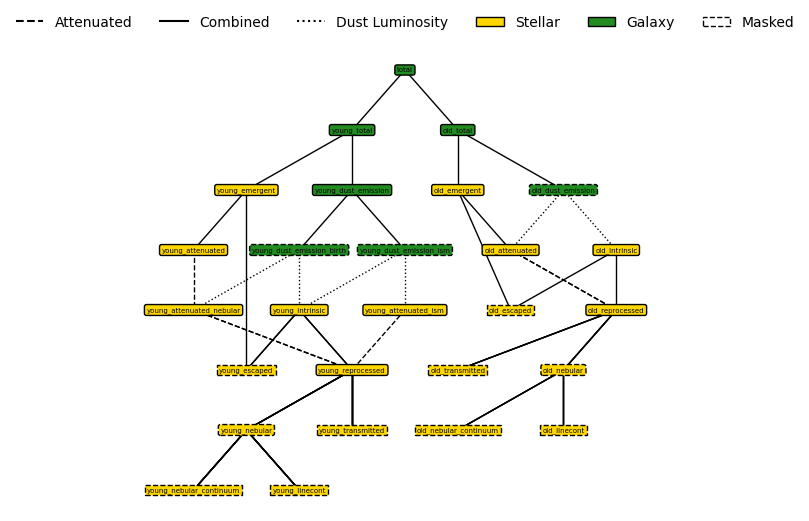 Attenuated Combined Dust Luminosity Stellar Galaxy Masked
total
young_total old_total
young_emergent young_dust_emission old_emergent old_dust_emission
young_attenuated young_dust_emission_birth young_dust_emission_ism old_attenuated old_intrinsic
young_attenuated_nebular young_intrinsic young_attenuated_ism old_escaped old_reprocessed
young_escaped young_reprocessed old_transmitted old_nebular
young_nebular young_transmitted old_nebular_continuum old_linecont
young_nebular_continuum young_linecont